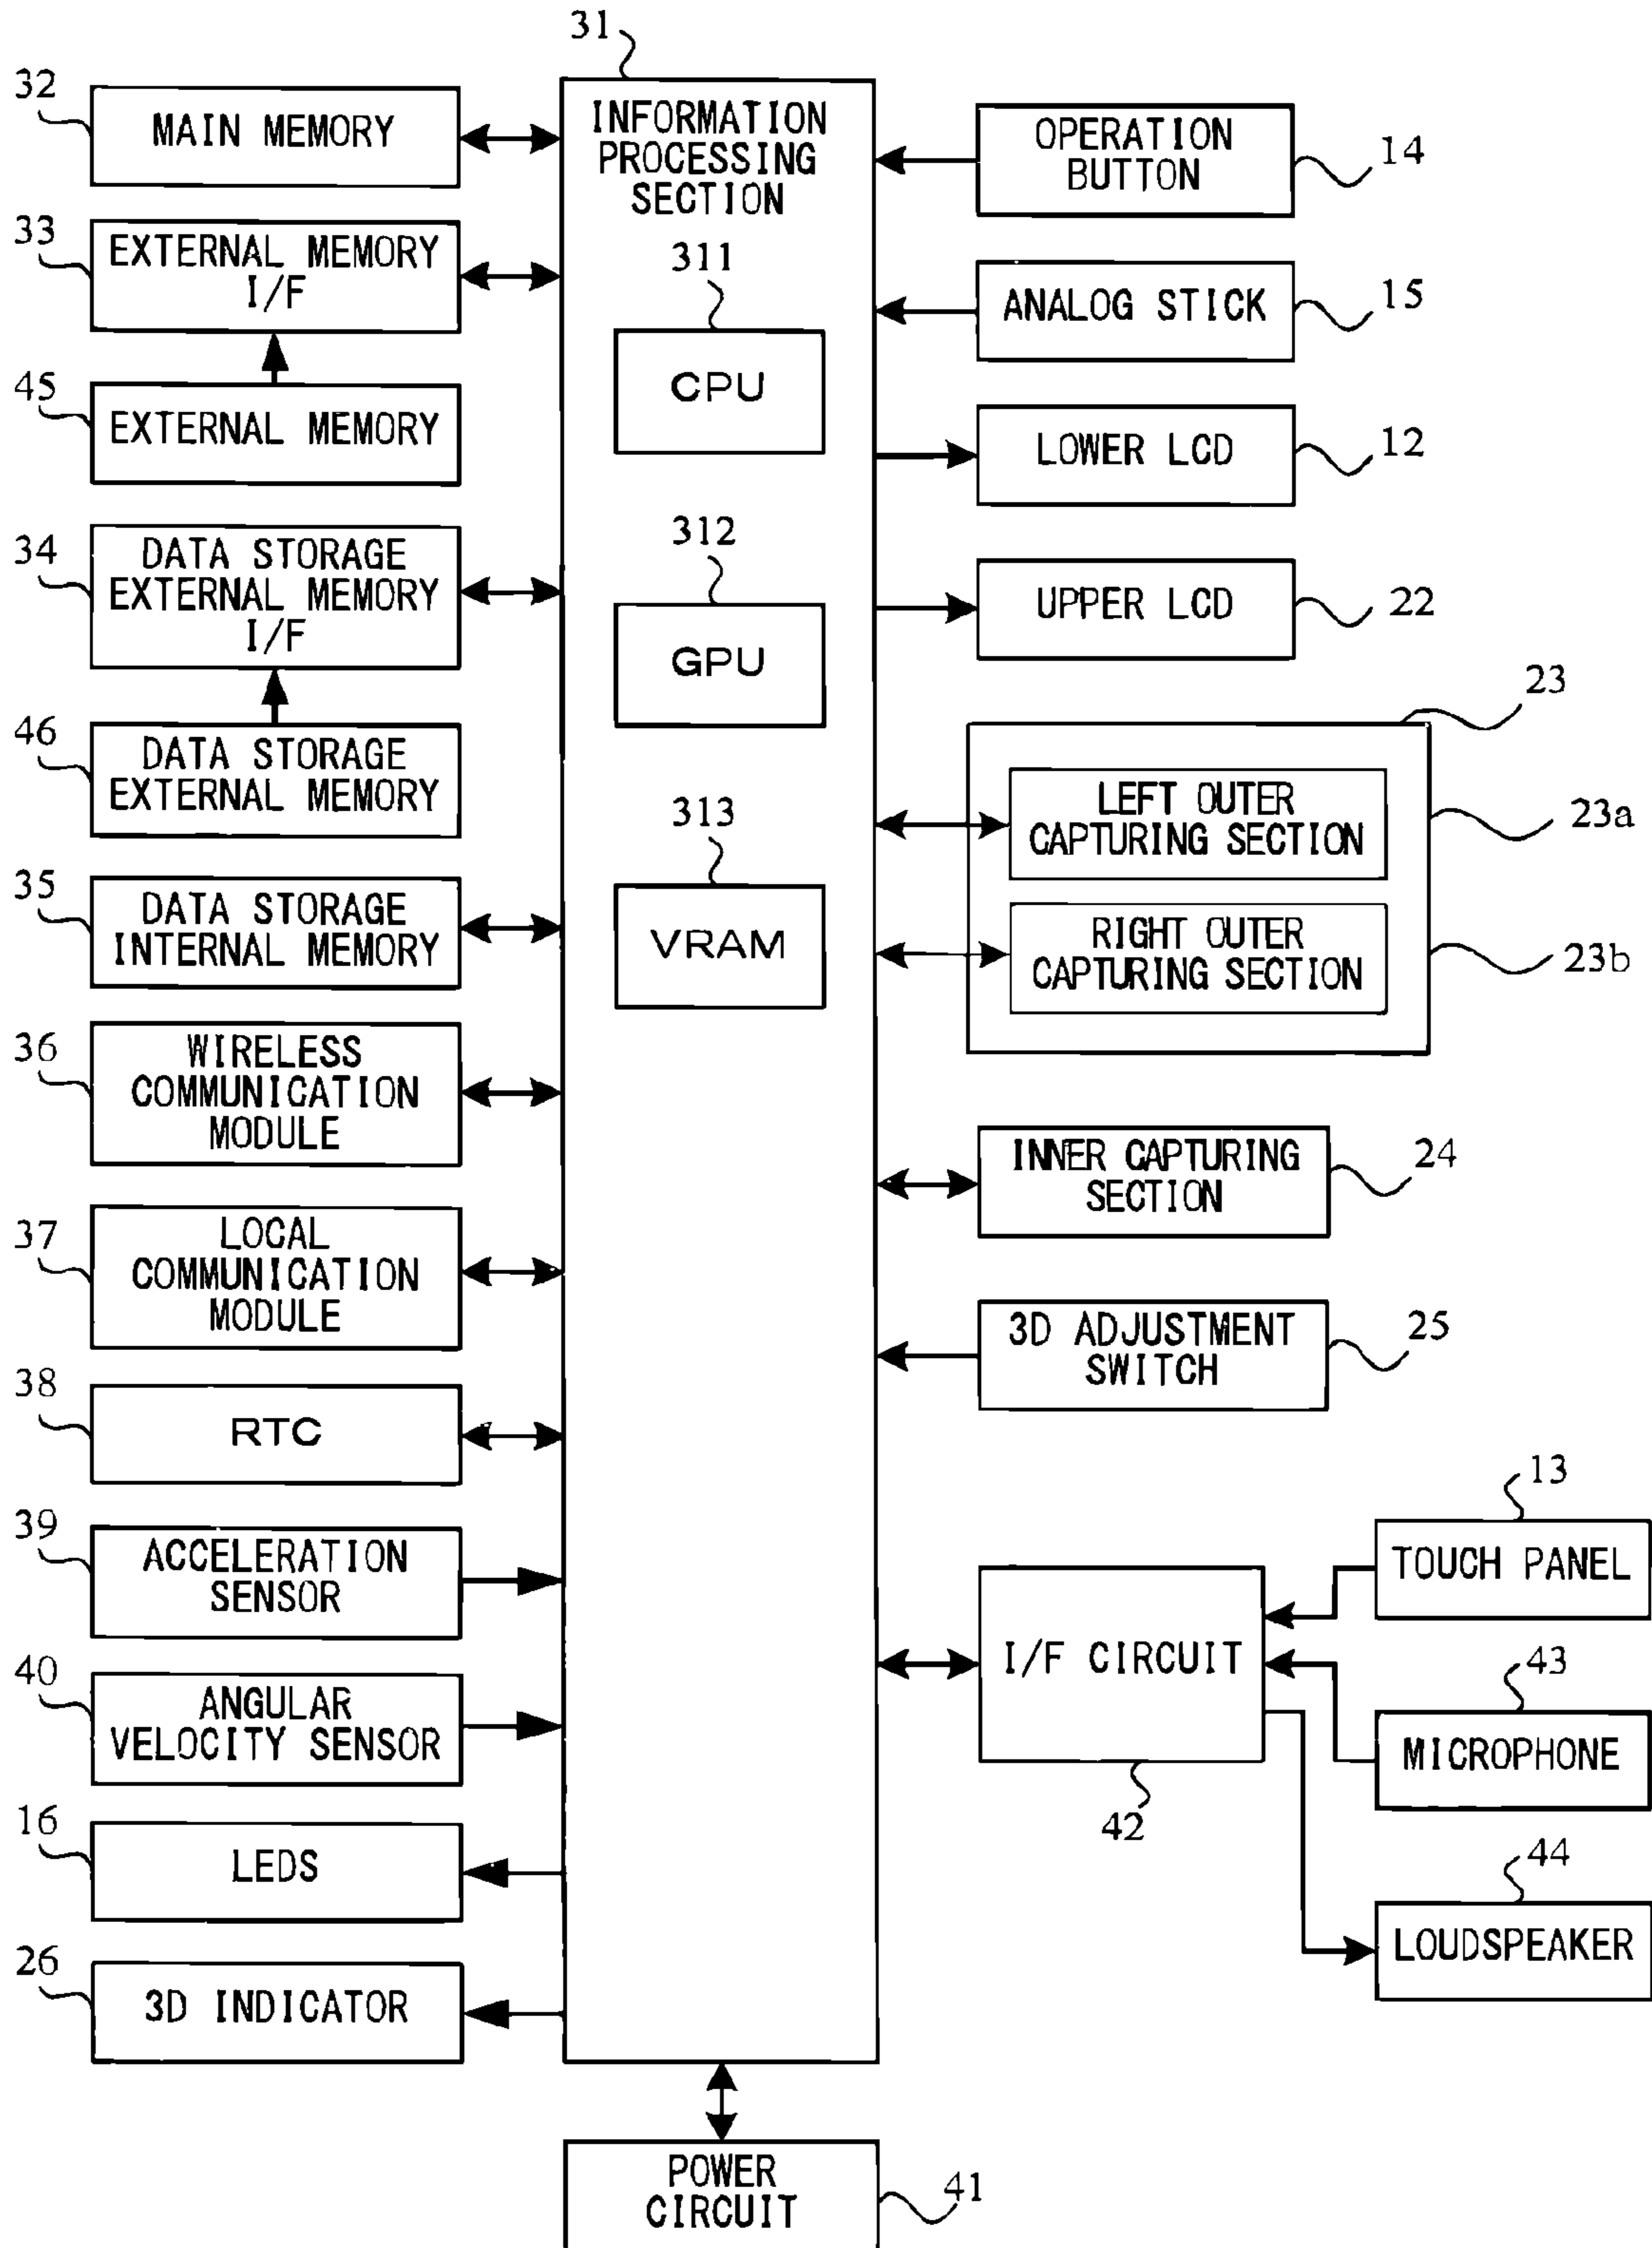 31
INFORMATION
PROCESSING
SECTION
311
CPU
312
GPU
313
VRAM
32
MAIN MEMORY
33
EXTERNAL MEMORY
I/F
45
EXTERNAL MEMORY
34
DATA STORAGE
EXTERNAL MEMORY
I/F
46
DATA STORAGE
EXTERNAL MEMORY
35
DATA STORAGE
INTERNAL MEMORY
36
WIRELESS
COMMUNICATION
MODULE
37
LOCAL
COMMUNICATION
MODULE
38
RTC
39
ACCELERATION
SENSOR
40
ANGULAR
VELOCITY SENSOR
16
LEDS
26
3D INDICATOR
OPERATION
BUTTON
14
ANALOG STICK
15
LOWER LCD
12
UPPER LCD
22
23
LEFT OUTER
CAPTURING SECTION
23a
RIGHT OUTER
CAPTURING SECTION
23b
INNER CAPTURING
SECTION
24
3D ADJUSTMENT
SWITCH
25
13
TOUCH PANEL
I/F CIRCUIT
42
43
MICROPHONE
44
LOUDSPEAKER
POWER
CIRCUIT
41